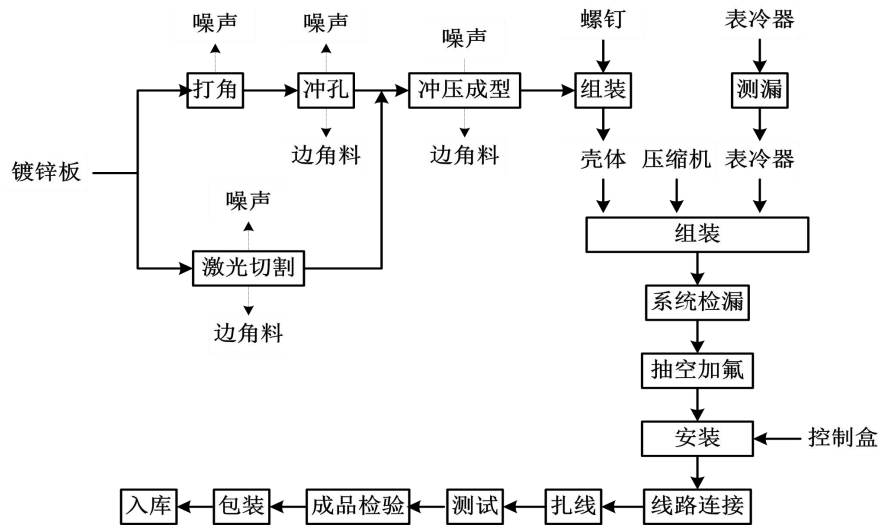 噪声
噪声
噪声
螺钉
表冷器
打角
冲孔
冲压成型
组装
测漏
边角料
边角料
壳体
压缩机
表冷器
镀锌板
噪声
组装
激光切割
系统检漏
边角料
抽空加氟
安装
控制盒
入库
包装
成品检验
测试
扎线
线路连接